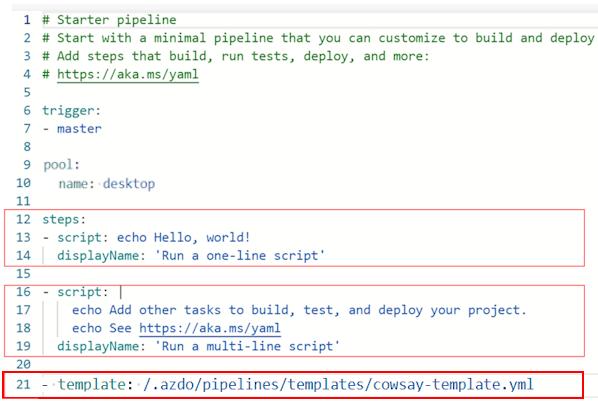 1 # Starter pipeline
2 # Start with a minimal pipeline that you can customize to build and deploy
3 # Add steps that build, run tests, deploy, and more:
4 # https://aka.ms/yaml
5
6 trigger:
7 - master
8
9 pool:
10   name: desktop
11
12 steps:
13 - script: echo Hello, world!
14   displayName: 'Run a one-line script'
15
16 - script: |
17     echo Add other tasks to build, test, and deploy your project.
18     echo See https://aka.ms/yaml
19   displayName: 'Run a multi-line script'
20
21 - template: /.azdo/pipelines/templates/cowsay-template.yml